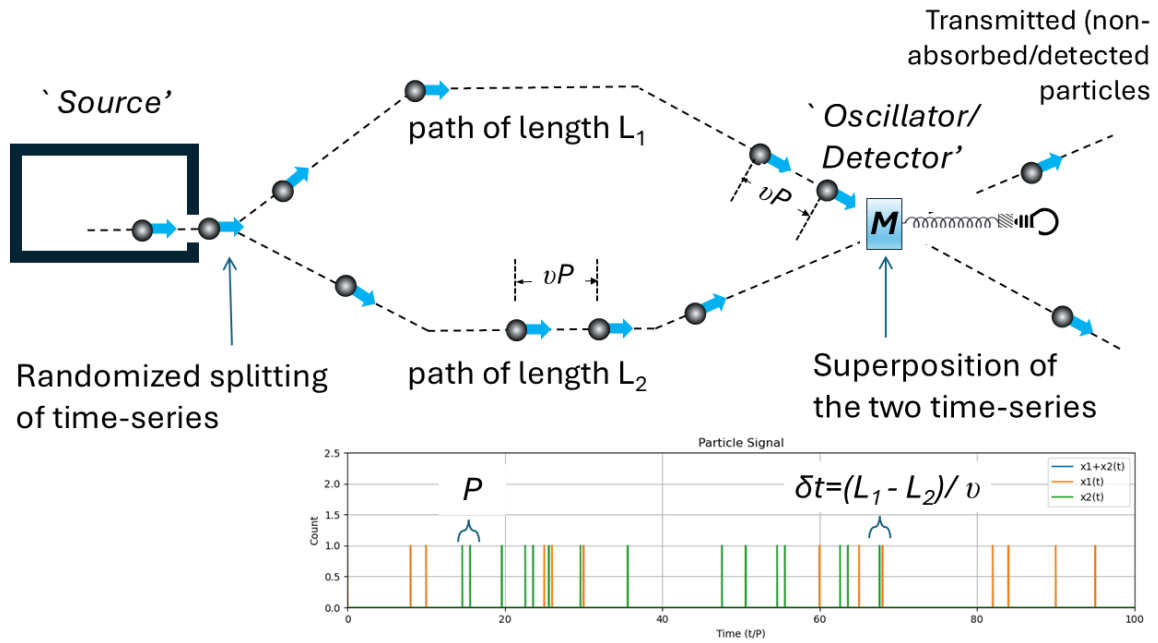 ` Source’
path of length L₁
Transmitted (non-
absorbed/detected
particles
` Oscillator/
Detector’
υP
M
υP
path of length L₂
Randomized splitting
of time-series
Superposition of
the two time-series
Particle Signal
2.5
2.0
1.5
1.0
0.5
0.0
Count
P
δt=(L₁ - L₂)/ υ
x1+x2(t)
x1(t)
x2(t)
0
20
40
60
80
100
Time (t/P)